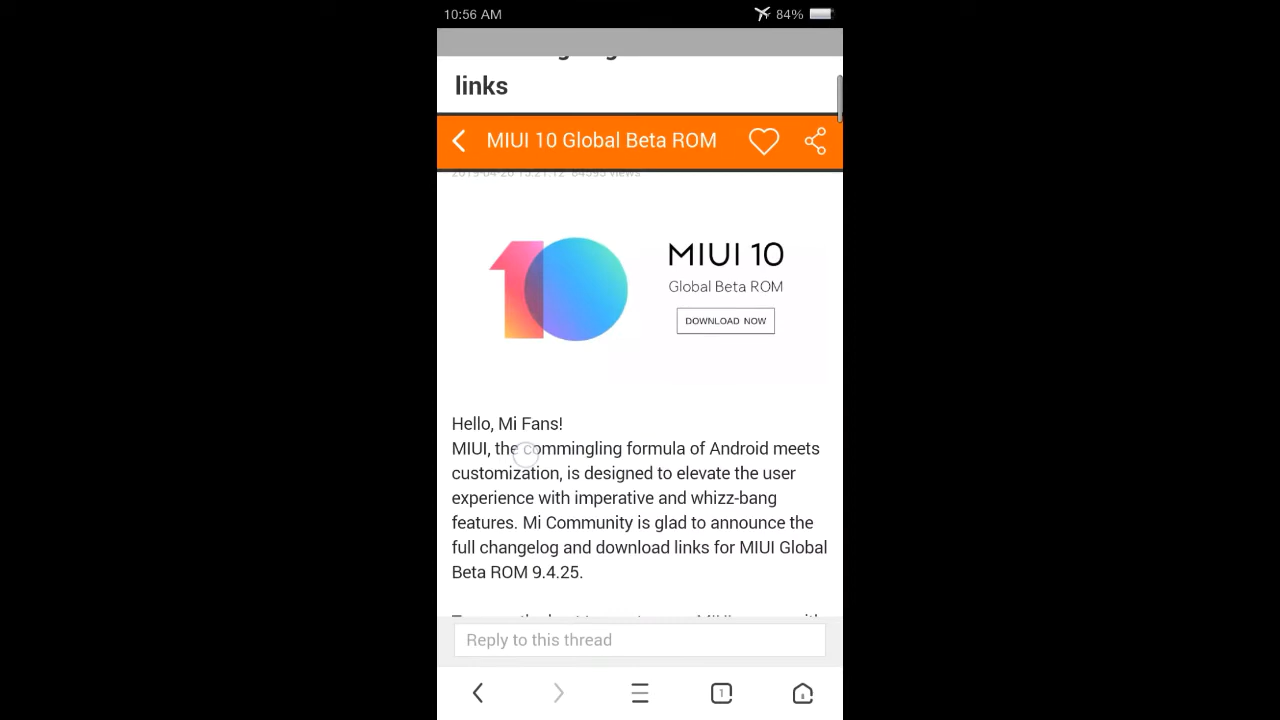 10:56 AM
84%
links
MIUI 10 Global Beta ROM
MIUI 10
Global Beta ROM
DOWNLOAD NOW
Hello, Mi Fans!
MIUI, the commingling formula of Android meets
customization, is designed to elevate the user
experience with imperative and whizz-bang
features. Mi Community is glad to announce the
full changelog and download links for MIUI Global
Beta ROM 9.4.25.
Reply to this thread
1